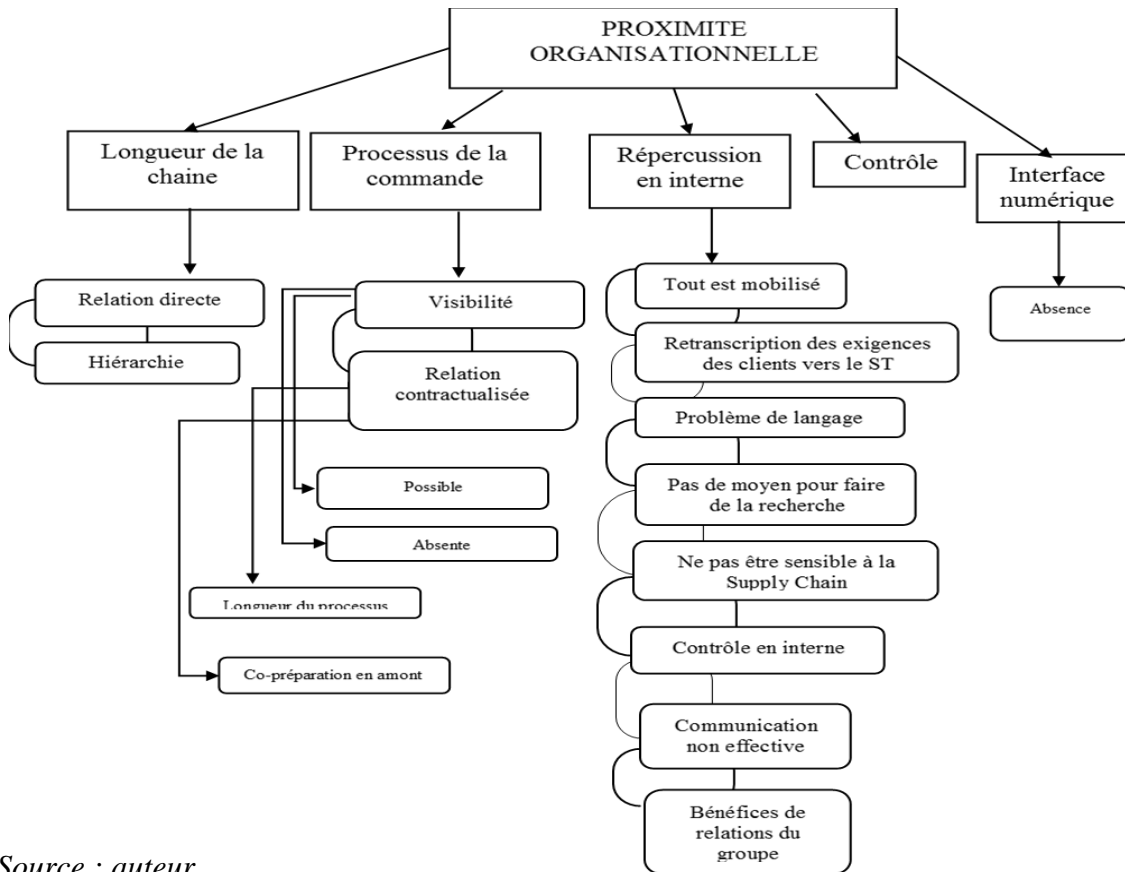 PROXIMITE
ORGANISATIONNELLE
Longueur de la
chaine
Processus de la
commande
Répercussion
en interne
Contrôle
Interface
numérique
Relation directe
Hiérarchie
Visibilité
Relation
contractualisée
Possible
Absente
Longueur du processus
Co-préparation en amont
Tout est mobilisé
Retranscription des exigences
des clients vers le ST
Problème de langage
Pas de moyen pour faire
de la recherche
Ne pas être sensible à la
Supply Chain
Contrôle en interne
Communication
non effective
Bénéfices de
relations du
groupe
Absence
Source : auteur